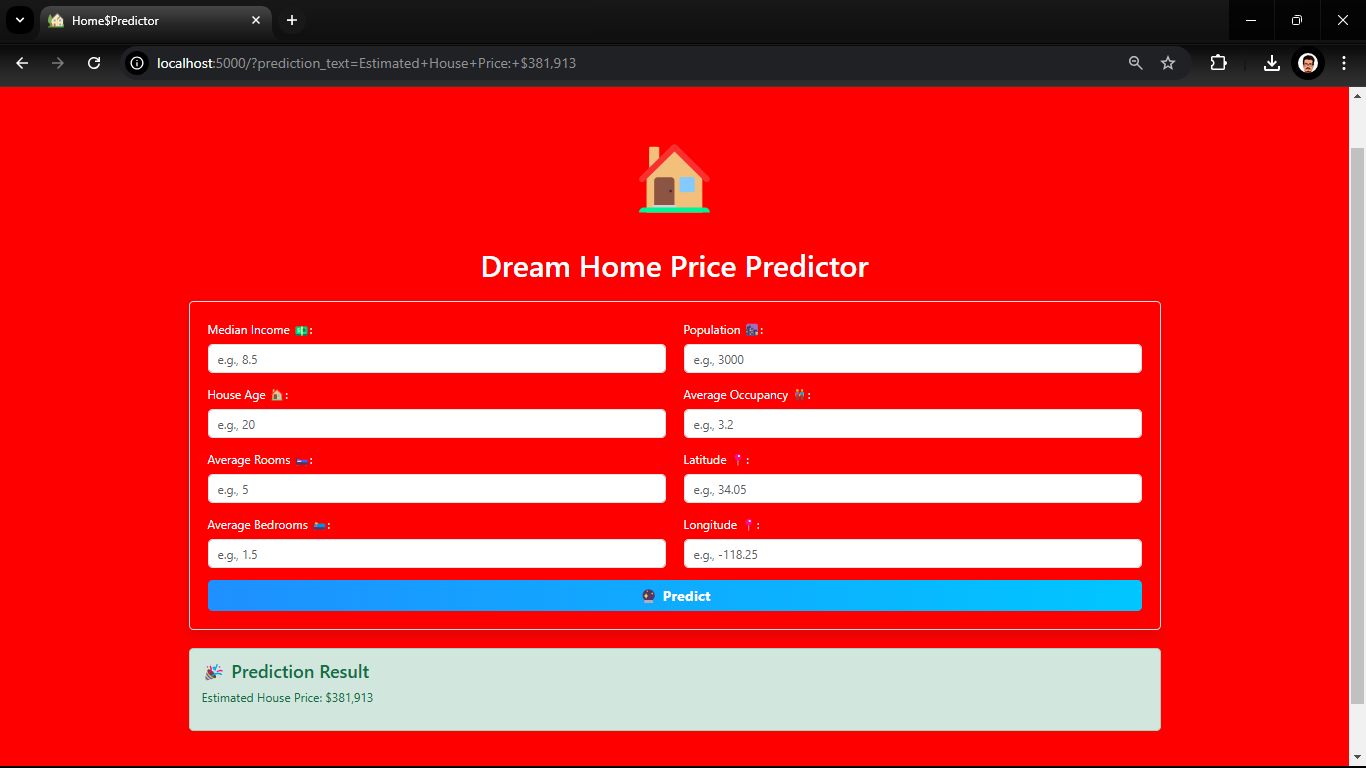 Home$Predictor
localhost:5000/?prediction_text=Estimated+House+Price:+$381,913
Dream Home Price Predictor
Median Income 💵:
e.g., 8.5
Population 🌆:
e.g., 3000
House Age 🏠:
e.g., 20
Average Occupancy 👫:
e.g., 3.2
Average Rooms 🛏️:
e.g., 5
Latitude 📍:
e.g., 34.05
Average Bedrooms 🛏️:
e.g., 1.5
Longitude 📍:
e.g., -118.25
🔮 Predict
🎉 Prediction Result
Estimated House Price: $381,913